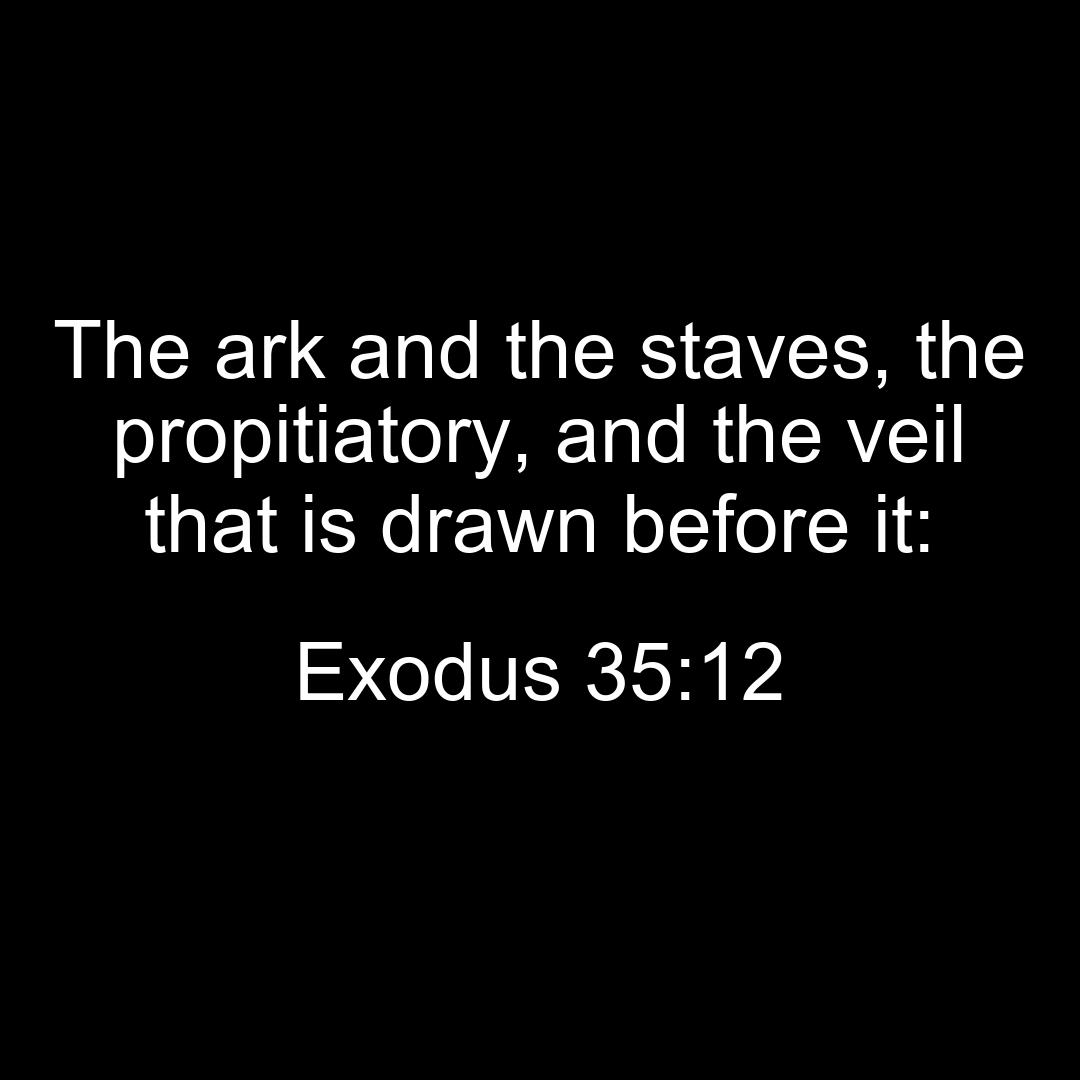 The ark and the staves, the
propitiatory, and the veil
that is drawn before it:
Exodus 35:12